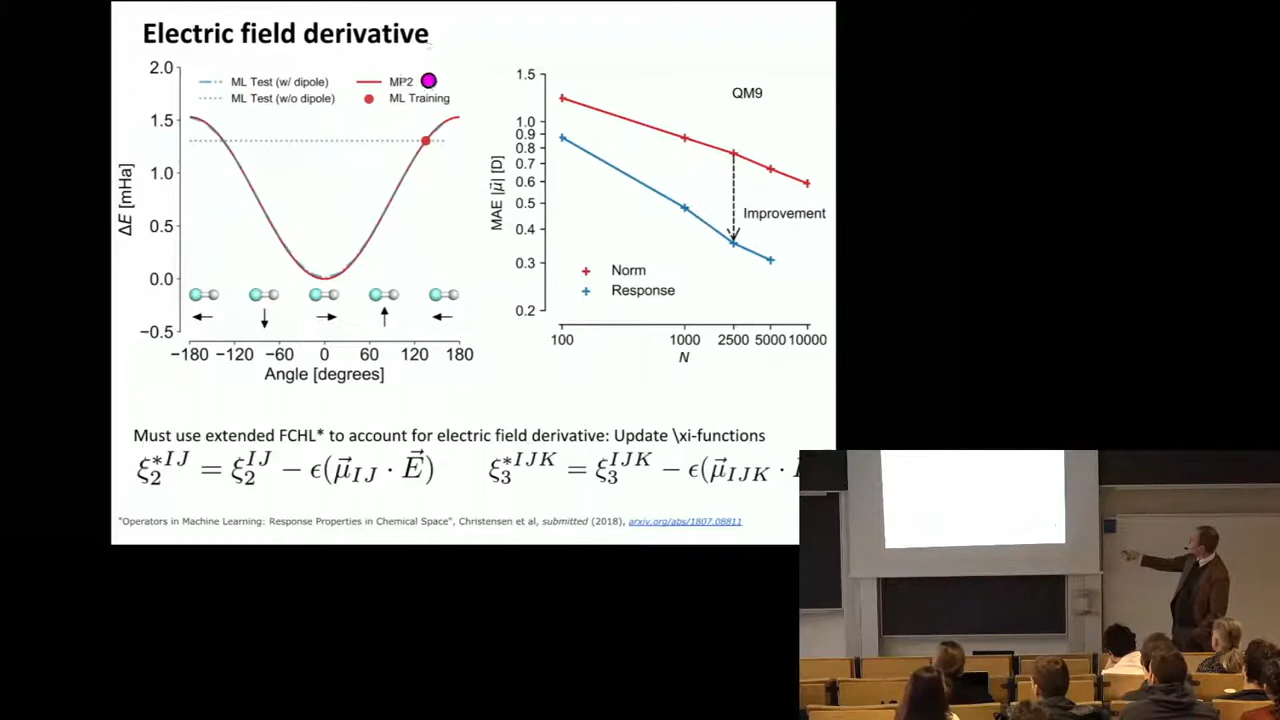 Electric field derivative
ML Test (w/ dipole)
ML Test (w/o dipole)
MP2
ML Training
2.0
1.5
1.0
0.5
0.0
−0.5
ΔE [mHa]
−180 −120 −60 0 60 120 180
Angle [degrees]
QM9
1.5
1.0
0.9
0.8
0.7
0.6
0.5
0.4
0.3
0.2
MAE |μ⃗| [D]
Improvement
Norm
Response
100 1000 2500 5000 10000
N
Must use extended FCHL* to account for electric field derivative: Update \xi-functions
ξ₂*ᴵᴶ = ξ₂ᴵᴶ − ϵ(μ⃗_IJ · E⃗)
ξ₃*ᴵᴶᴷ = ξ₃ᴵᴶᴷ − ϵ(μ⃗_IJK ·
"Operators in Machine Learning: Response Properties in Chemical Space", Christensen et al, submitted (2018), arxiv.org/abs/1807.08811